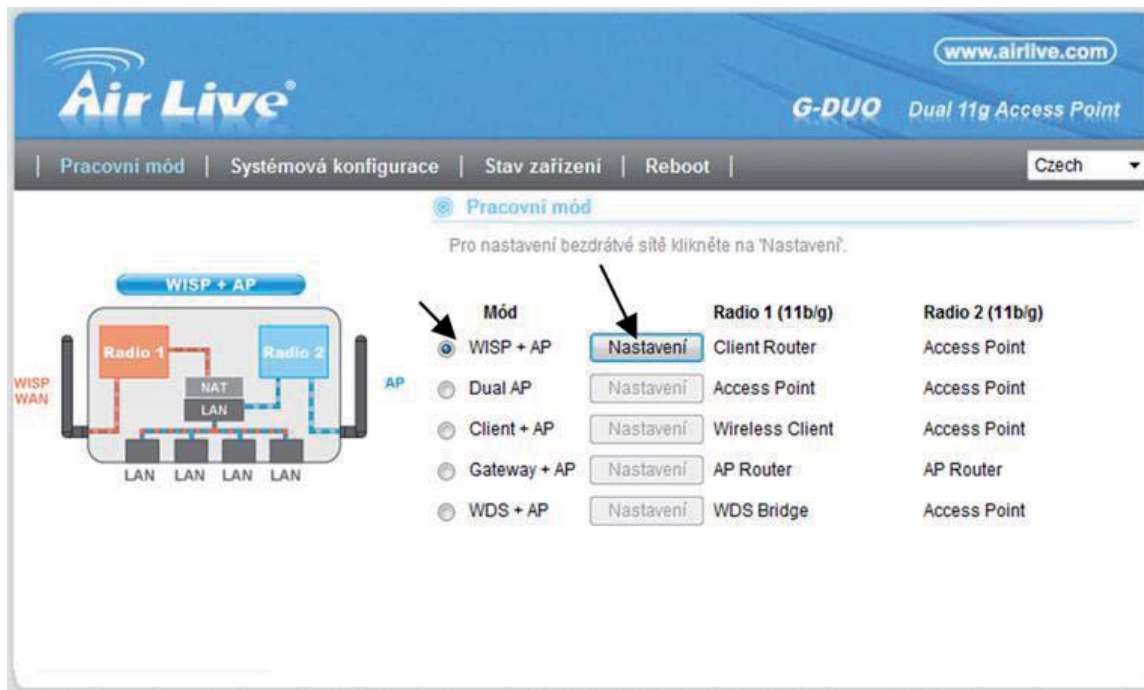 www.airlive.com
Air Live®
G-DUO Dual 11g Access Point
| Pracovní mód | Systémová konfigurace | Stav zařízení | Reboot |
Czech
Pracovní mód
Pro nastavení bezdrátvé sítě klikněte na 'Nastavení'.
WISP + AP
Radio 1
Radio 2
NAT
LAN
WISP
WAN
AP
LAN LAN LAN LAN
Mód Radio 1 (11b/g) Radio 2 (11b/g)
WISP + AP Nastavení Client Router Access Point
Dual AP Nastavení Access Point Access Point
Client + AP Nastavení Wireless Client Access Point
Gateway + AP Nastavení AP Router AP Router
WDS + AP Nastavení WDS Bridge Access Point